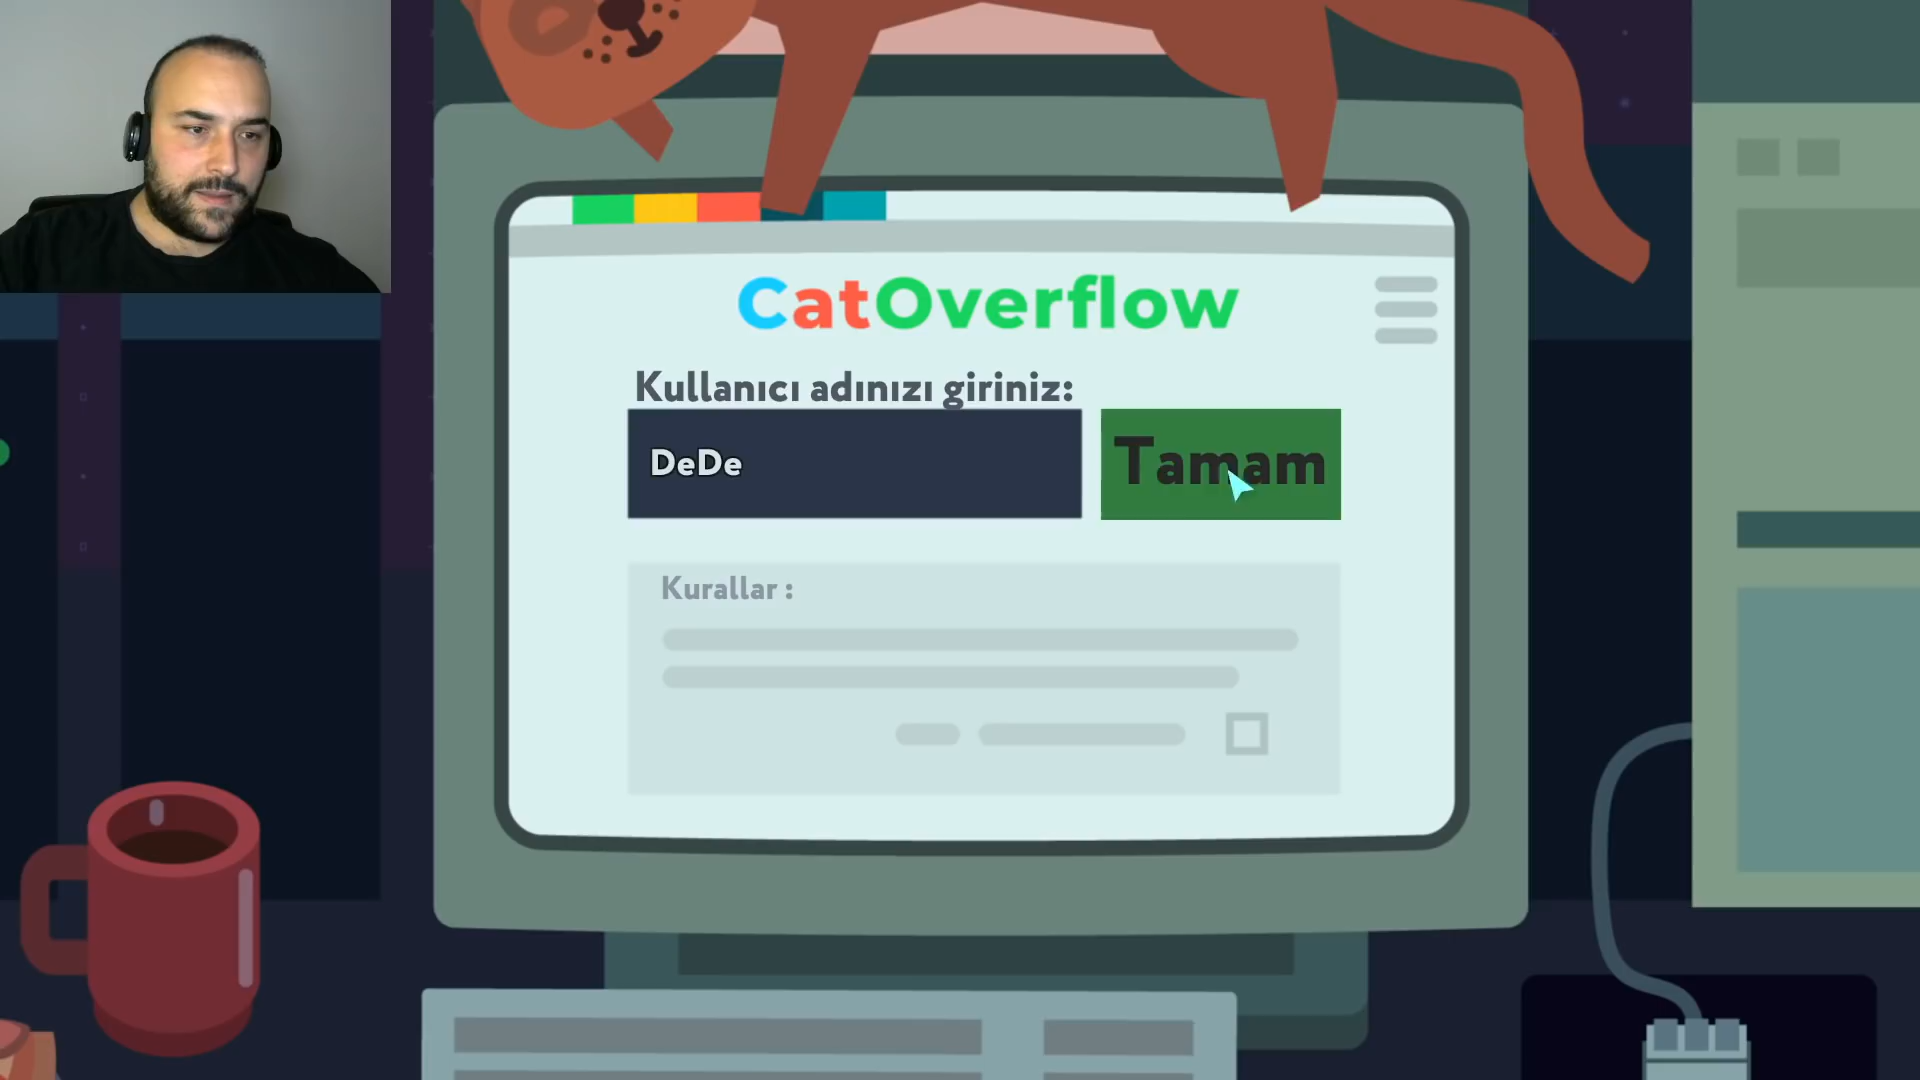 CatOverflow
Kullanıcı adınızı giriniz:
DeDe
Tamam
Kurallar :